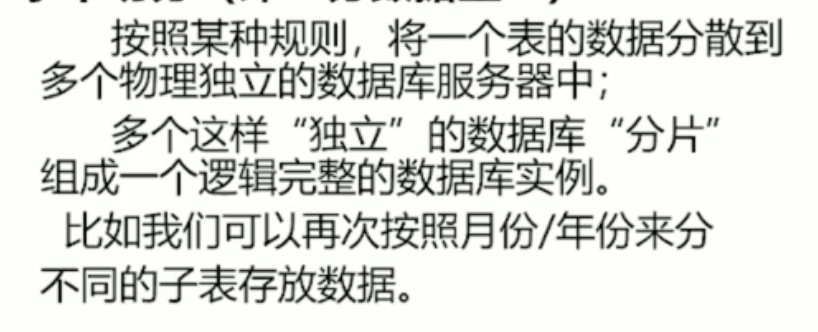 按照某种规则，将一个表的数据分散到
多个物理独立的数据库服务器中；
多个这样“独立”的数据库“分片”
组成一个逻辑完整的数据库实例。
比如我们可以再次按照月份/年份来分
不同的子表存放数据。